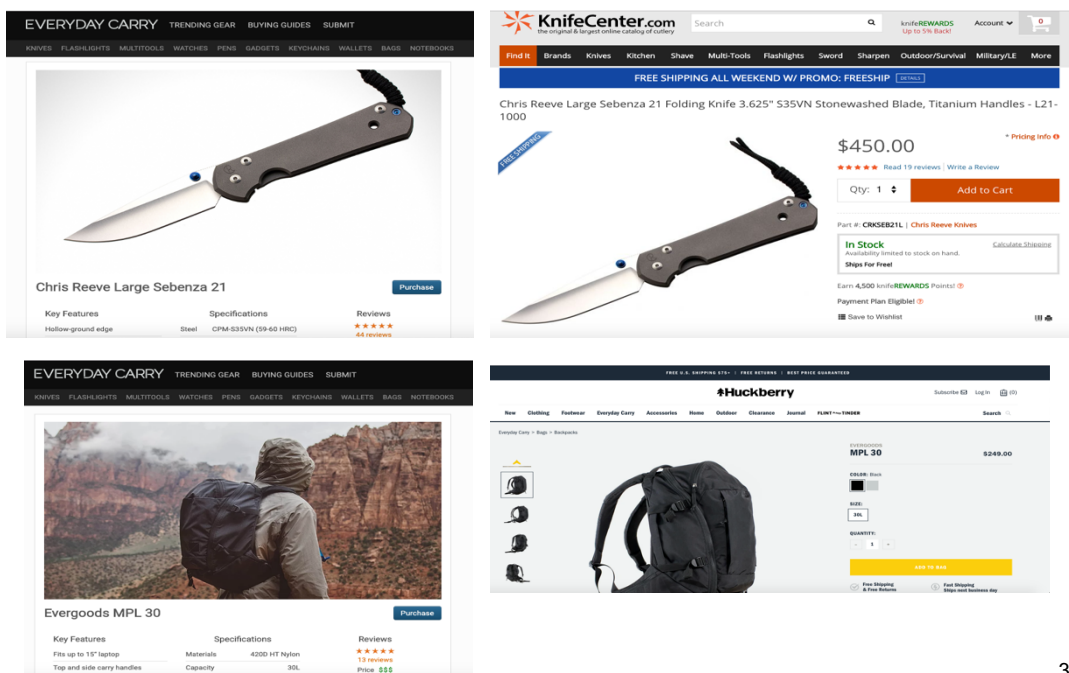 EVERYDAY CARRY TRENDING GEAR BUYING GUIDES SUBMIT
KNIVES FLASHLIGHTS MULTITOOLS WATCHES PENS GADGETS KEYCHAINS WALLETS BAGS NOTEBOOKS
Chris Reeve Large Sebenza 21
Purchase
Key Features Specifications Reviews
Hollow-ground edge Steel CPM-S35VN (59-60 HRC)
44 reviews
KnifeCenter.com
the original & largest online catalog of cutlery
Search
knifeREWARDS
Up to 5% Back!
Account
0
Find It Brands Knives Kitchen Shave Multi-Tools Flashlights Sword Sharpen Outdoor/Survival Military/LE More
FREE SHIPPING ALL WEEKEND W/ PROMO: FREESHIP DETAILS
Chris Reeve Large Sebenza 21 Folding Knife 3.625" S35VN Stonewashed Blade, Titanium Handles - L21-
1000
FREE SHIPPING
* Pricing Info
$450.00
Read 19 reviews | Write a Review
Qty: 1
Add to Cart
Part #: CRKSEB21L | Chris Reeve Knives
In Stock Calculate Shipping
Availability limited to stock on hand.
Ships For Free!
Earn 4,500 knifeREWARDS Points!
Payment Plan Eligible!
Save to Wishlist
EVERYDAY CARRY TRENDING GEAR BUYING GUIDES SUBMIT
KNIVES FLASHLIGHTS MULTITOOLS WATCHES PENS GADGETS KEYCHAINS WALLETS BAGS NOTEBOOKS
Evergoods MPL 30
Purchase
Key Features Specifications Reviews
Fits up to 15" laptop Materials 420D HT Nylon
13 reviews
Top and side carry handles Capacity 30L
Price $$$
FREE U.S. SHIPPING $75+ | FREE RETURNS | BEST PRICE GUARANTEED
Huckberry
Subscribe Log In (0)
New Clothing Footwear Everyday Carry Accessories Home Outdoor Clearance Journal FLINT AND TINDER Search
Everyday Carry > Bags > Backpacks
EVERGOODS
MPL 30 $249.00
COLOR: Black
SIZE:
30L
QUANTITY:
- 1 +
ADD TO BAG
Free Shipping
& Free Returns
Fast Shipping
Ships next business day
3